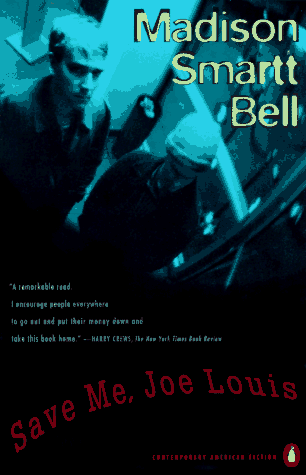 Madison
Smartt
Bell
"A remarkable read.
I encourage people everywhere
to go out and put their money down and
take this book home." — HARRY CREWS, The New York Times Book Review
Save Me, Joe Louis
CONTEMPORARY AMERICAN FICTION